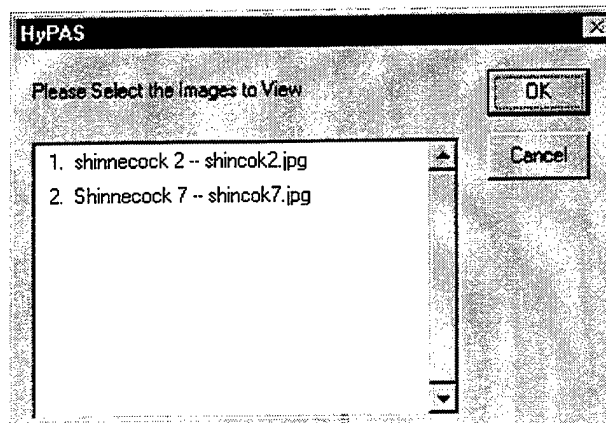 HyPAS
Please Select the Images to View
OK
Cancel
1. shinnecock 2 -- shincok2.jpg
2. Shinnecock 7 -- shincok7.jpg